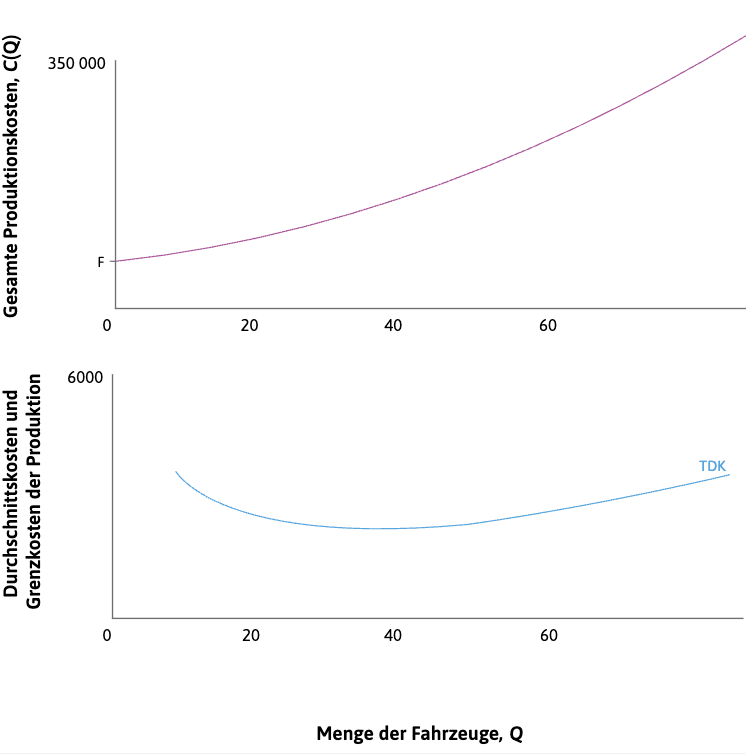 Gesamte Produktionskosten, C(Q)
350 000
F
0
20
40
60
Durchschnittskosten und
Grenzkosten der Produktion
6000
TDK
0
20
40
60
Menge der Fahrzeuge, Q